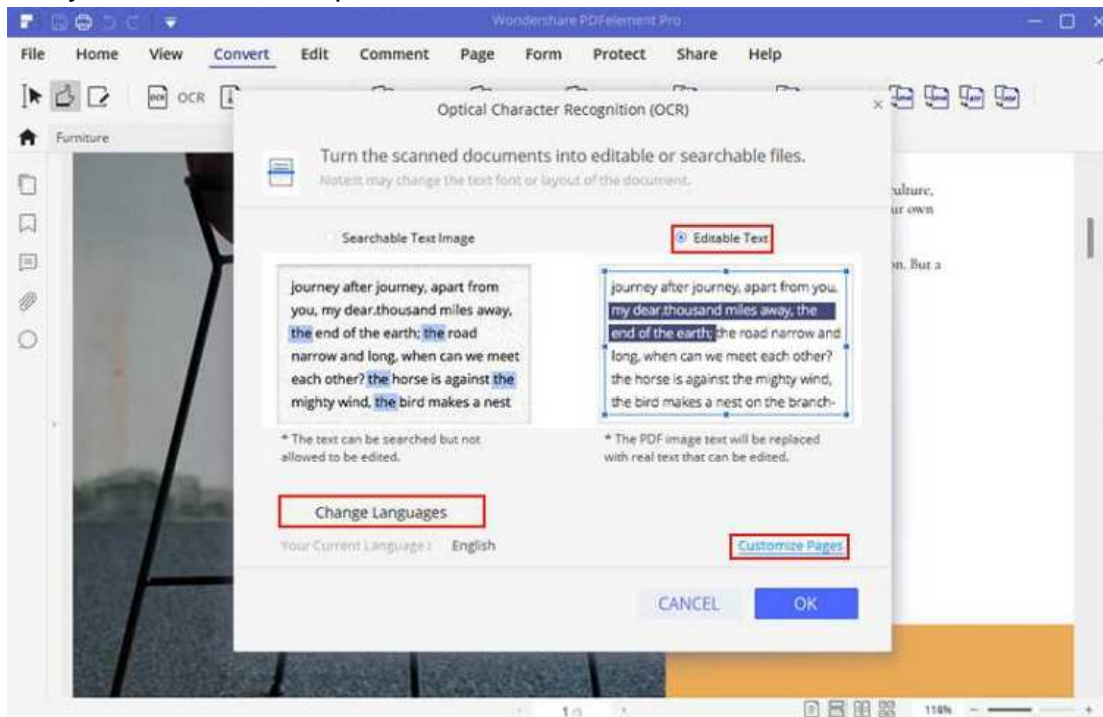 Wondershare PDFelement Pro
File Home View Convert Edit Comment Page Form Protect Share Help
OCR
Furniture
Optical Character Recognition (OCR)
Turn the scanned documents into editable or searchable files.
Note:It may change the text font or layout of the document.
Searchable Text Image
Editable Text
journey after journey, apart from
you, my dear.thousand miles away,
the end of the earth; the road
narrow and long, when can we meet
each other? the horse is against the
mighty wind, the bird makes a nest
journey after journey, apart from you,
my dear.thousand miles away, the
end of the earth; the road narrow and
long, when can we meet each other?
the horse is against the mighty wind,
the bird makes a nest on the branch-
* The text can be searched but not
allowed to be edited.
* The PDF image text will be replaced
with real text that can be edited.
Change Languages
Your Current Language : English
Customize Pages
CANCEL OK
own
on. But a
1 /5
118%